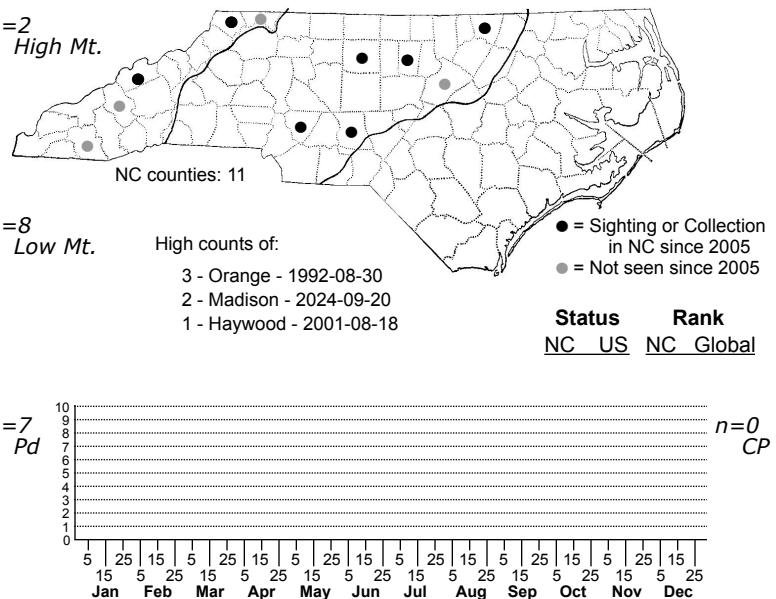 =2
High Mt.
NC counties: 11
=8
Low Mt.
High counts of:
3 - Orange - 1992-08-30
2 - Madison - 2024-09-20
1 - Haywood - 2001-08-18
= Sighting or Collection
in NC since 2005
= Not seen since 2005
Status Rank
NC US NC Global
=7
Pd
n=0
CP
10
9
8
7
6
5
4
3
2
1
0
5 25 15 5 25 15 5 25 15 5 25 15 5 25 15 5 25 15
15 5 25 15 5 25 15 5 25 15 5 25 15 5 25 15 5 25
Jan Feb Mar Apr May Jun Jul Aug Sep Oct Nov Dec